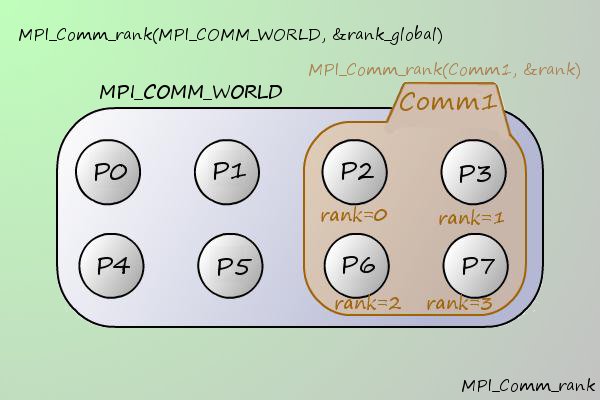 MPI_Comm_rank(MPI_COMM_WORLD, &rank_global)
MPI_Comm_rank(Comm1, &rank)
MPI_COMM_WORLD
Comm1
P0
P1
P2
P3
rank=0
rank=1
P4
P5
P6
P7
rank=2
rank=3
MPI_Comm_rank